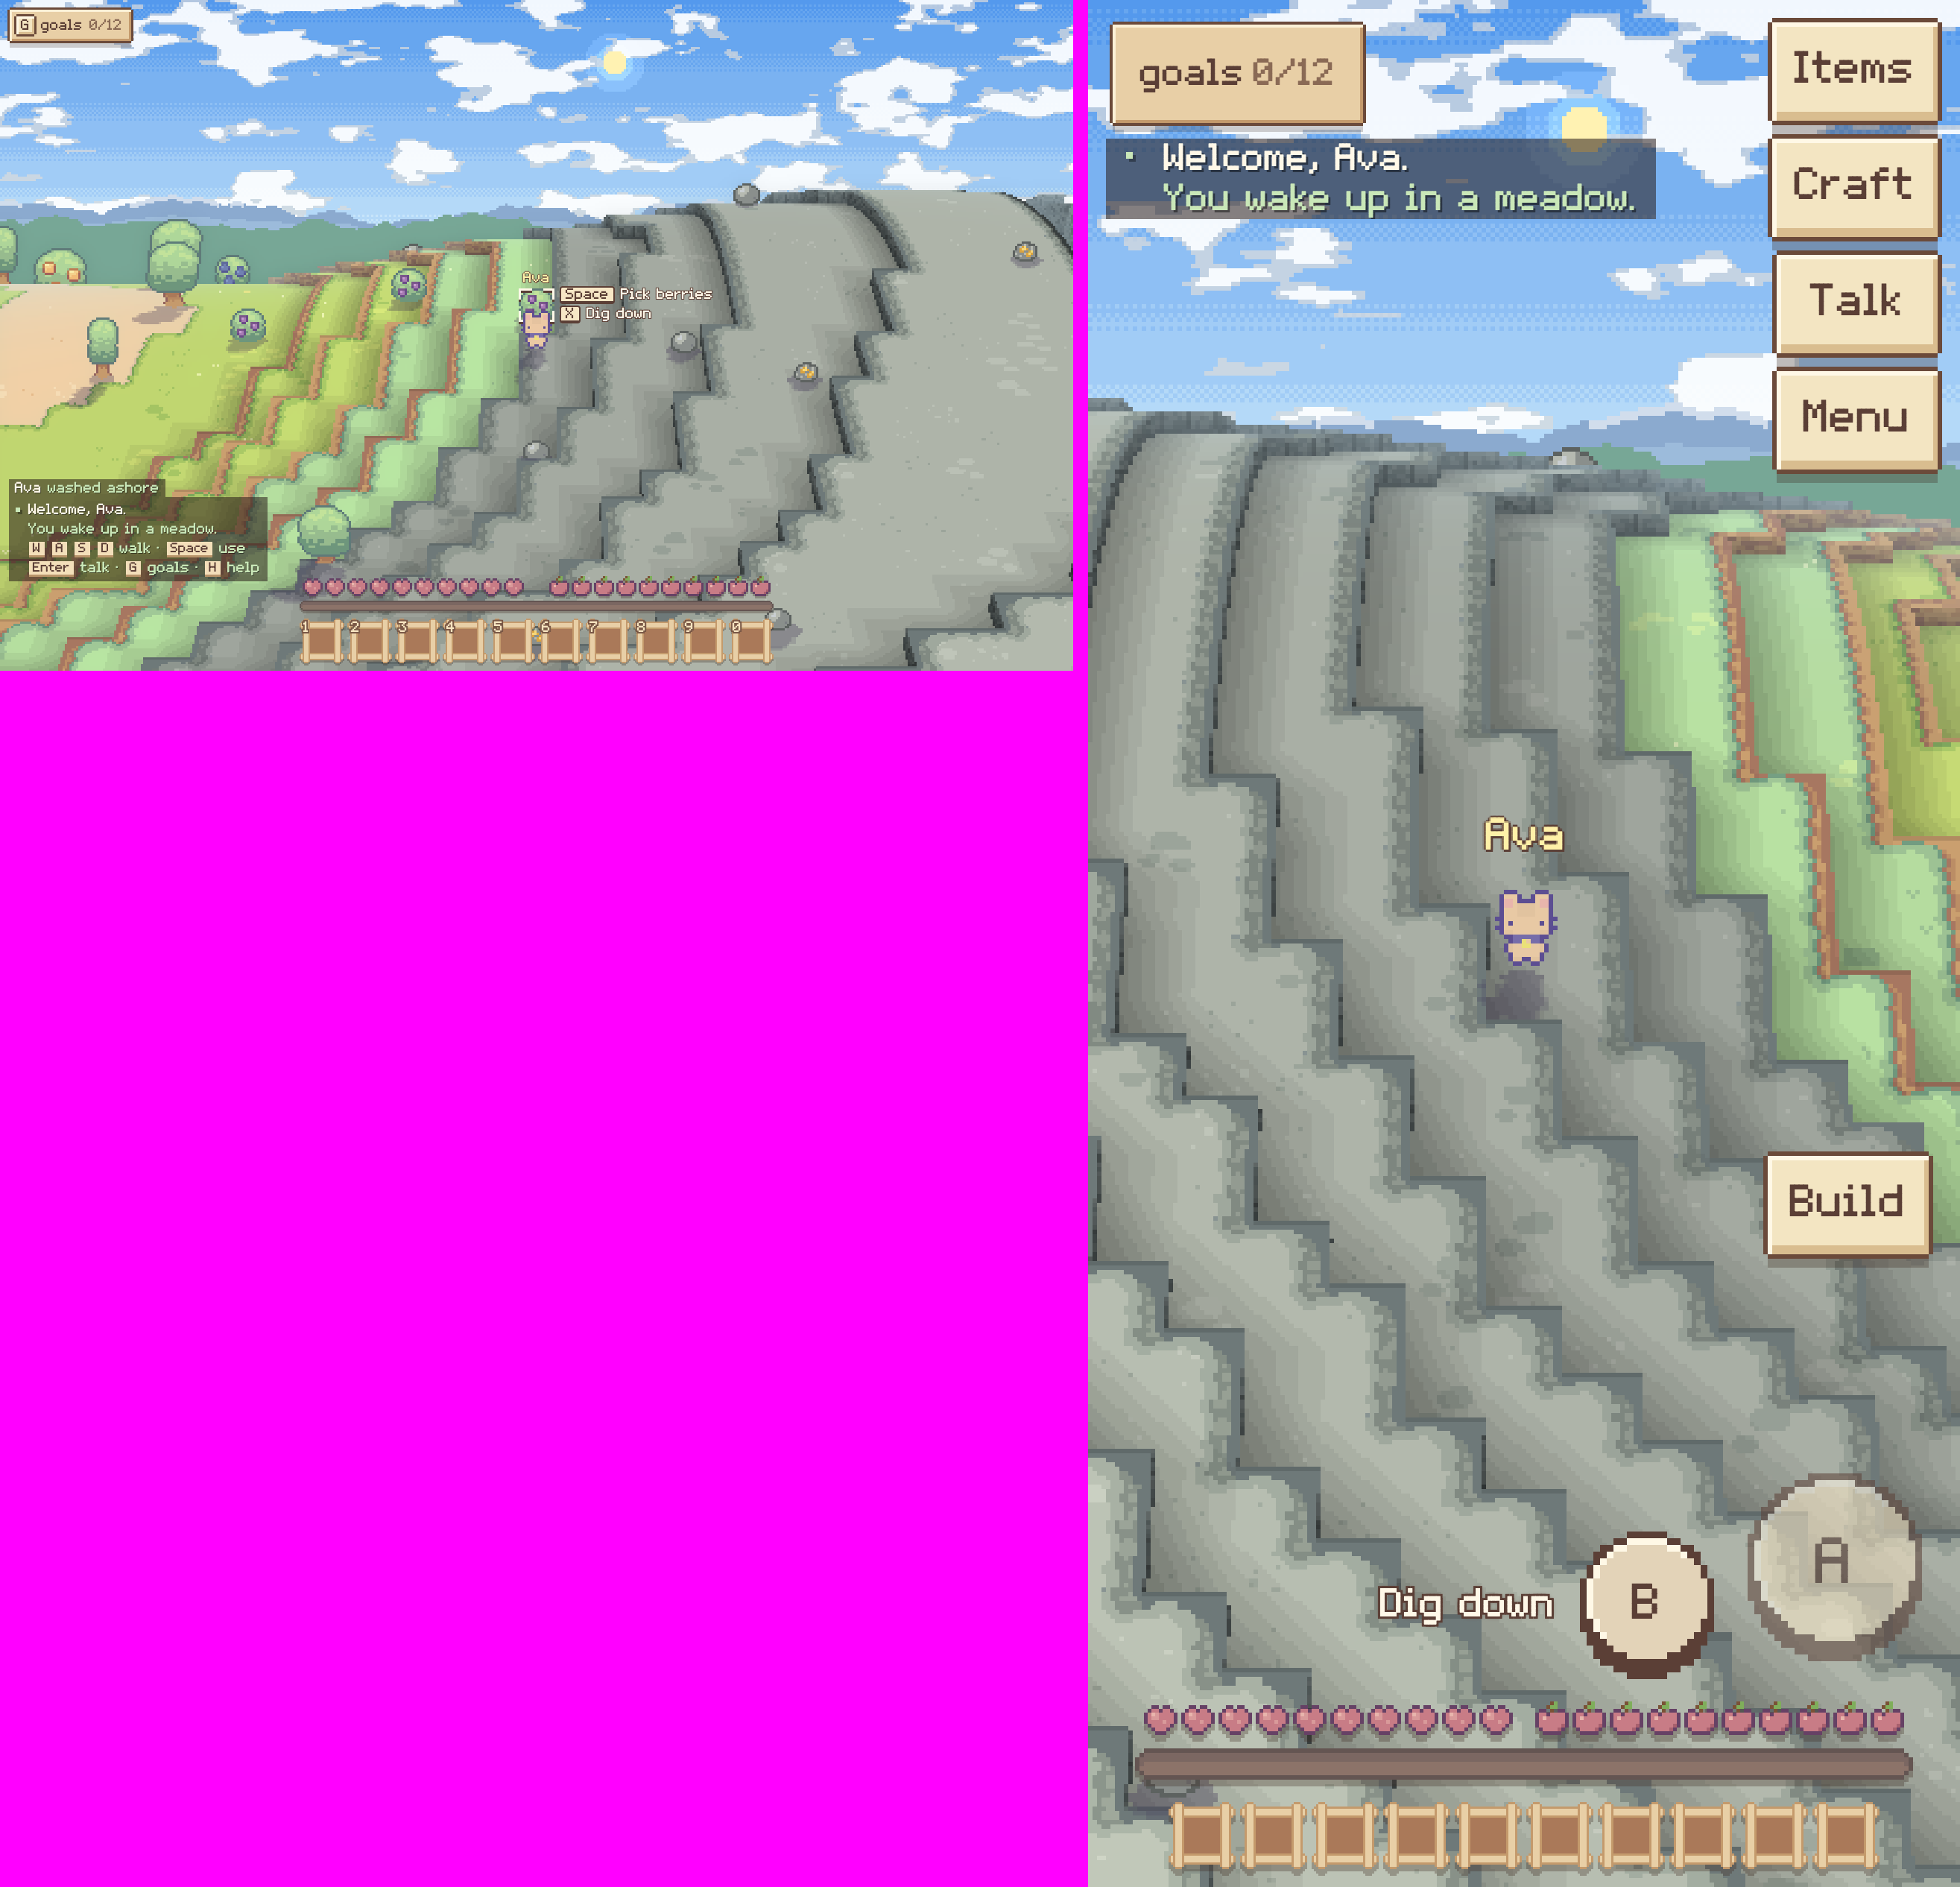 G goals 0/12
Ava
Space Pick berries
X Dig down
Ava washed ashore
Welcome, Ava.
You wake up in a meadow.
W A S D walk · Space use
Enter talk · G goals · H help
1 2 3 4 5 6 7 8 9 0
goals 0/12
Welcome, Ava.
You wake up in a meadow.
Items
Craft
Talk
Menu
Ava
Build
A
Dig down B